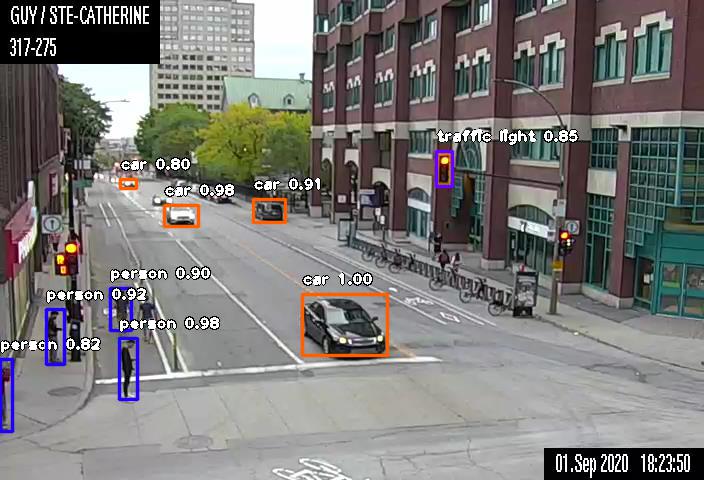 GUY / STE-CATHERINE
317-275
traffic light 0.85
car 0.80
car 0.98
car 0.91
person 0.90
car 1.00
person 0.92
person 0.98
person 0.82
01.Sep 2020 18:23:50